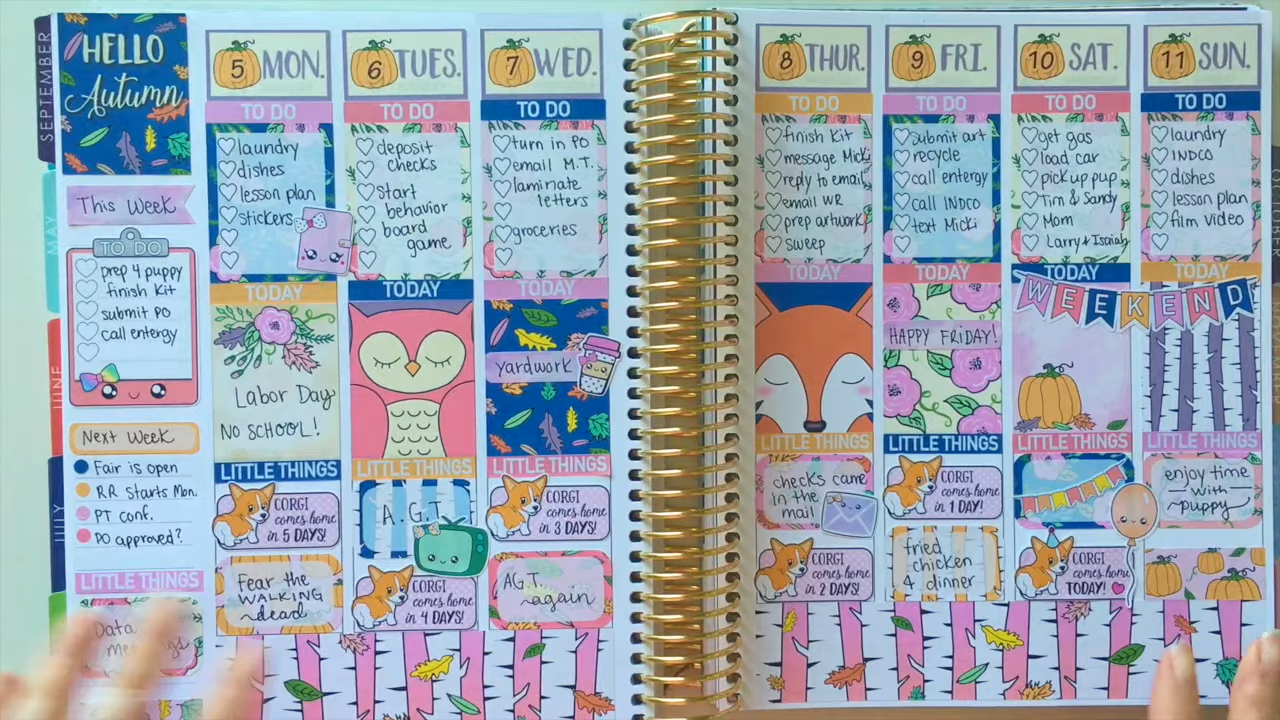 SEPTEMBER
MAY
JUNE
JULY
HELLO
Autumn
This Week
TO DO
prep 4 puppy
finish Kit
submit PO
call entergy
Next Week
Fair is open
RR starts Mon.
PT conf.
PO approved?
LITTLE THINGS
Data
5 MON.
TO DO
laundry
dishes
lesson plan
stickers
TODAY
Labor Day
NO SCHOOL!
LITTLE THINGS
CORGI
comes home
in 5 DAYS!
Fear the
WALKING
~dead
6 TUES.
TO DO
deposit
checks
start
behavior
board
game
TODAY
LITTLE THINGS
A.G.T.
CORGI
comes home
in 4 DAYS!
7 WED.
TO DO
turn in PO
email M.T.
laminate
letters
groceries
TODAY
yardwork
LITTLE THINGS
CORGI
comes home
in 3 DAYS!
AGT.
~again
8 THUR.
TO DO
finish Kit
message Micki
reply to email
email WR
prep artwork
sweep
TODAY
LITTLE THINGS
checks came
in the
mail
CORGI
comes home
in 2 DAYS!
9 FRI.
TO DO
submit art
recycle
call entergy
call INDCO
text Micki
TODAY
HAPPY FRIDAY!
LITTLE THINGS
CORGI
comes home
in 1 DAY!
fried
chicken
4 dinner
10 SAT.
TO DO
get gas
load car
pick up pup
Tim & Sandy
Mom
Larry & Isaiah
TODAY
WEEKEND
LITTLE THINGS
CORGI
comes home
TODAY!
11 SUN.
TO DO
laundry
INDCO
dishes
lesson plan
film video
TODAY
LITTLE THINGS
enjoy time
—with—
~puppy